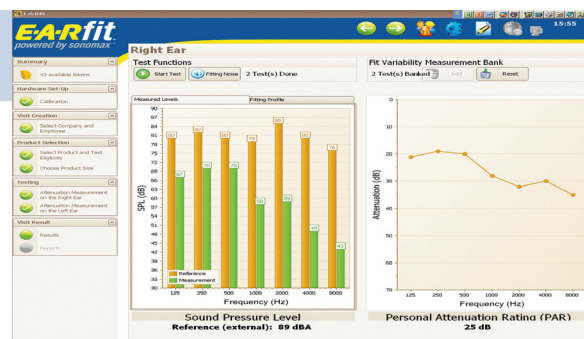 E-A-R
15:55
E·A·Rfit
powered by sonomax
Right Ear
Summary
43 available tokens
Hardware Set-Up
Calibration
Visit Creation
Select Company and
Employee
Product Selection
Select Product and Test
Eligibility
Choose Product Size
Testing
Attenuation Measurement
on the Right Ear
Attenuation Measurement
on the Left Ear
Visit Result
Results
Reports
Test Functions
Start Test
Fitting Noise
2 Test(s) Done
Fit Variability Measurement Bank
2 Test(s) Banked
Add
Reset
Measured Levels
Fitting Profile
SPL (dB)
90
87
84
81
78
75
72
69
66
63
60
57
54
51
48
45
42
39
36
33
30
80
67
82
70
80
70
79
58
85
59
80
49
76
43
Reference
Measurement
125 250 500 1000 2000 4000 8000
Frequency (Hz)
Attenuation (dB)
0
10
20
30
40
50
60
70
125 250 500 1000 2000 4000 8000
Frequency (Hz)
Sound Pressure Level
Reference (external): 89 dBA
Personal Attenuation Rating (PAR)
25 dB